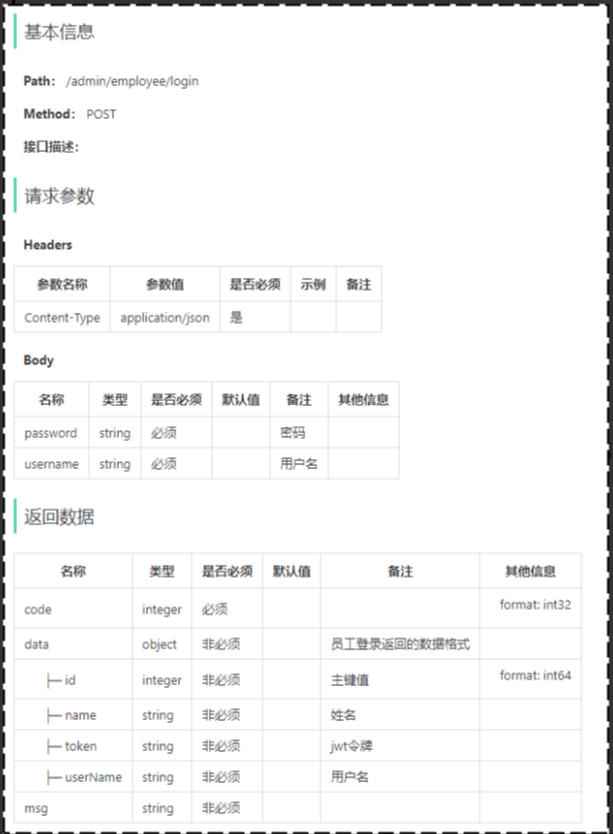 基本信息
Path： /admin/employee/login
Method： POST
接口描述：
请求参数
Headers
参数名称 参数值 是否必须 示例 备注
Content-Type application/json 是
Body
名称 类型 是否必须 默认值 备注 其他信息
password string 必须 密码
username string 必须 用户名
返回数据
名称 类型 是否必须 默认值 备注 其他信息
code integer 必须 format: int32
data object 非必须 员工登录返回的数据格式
├─ id integer 非必须 主键值 format: int64
├─ name string 非必须 姓名
├─ token string 非必须 jwt令牌
├─ userName string 非必须 用户名
msg string 非必须